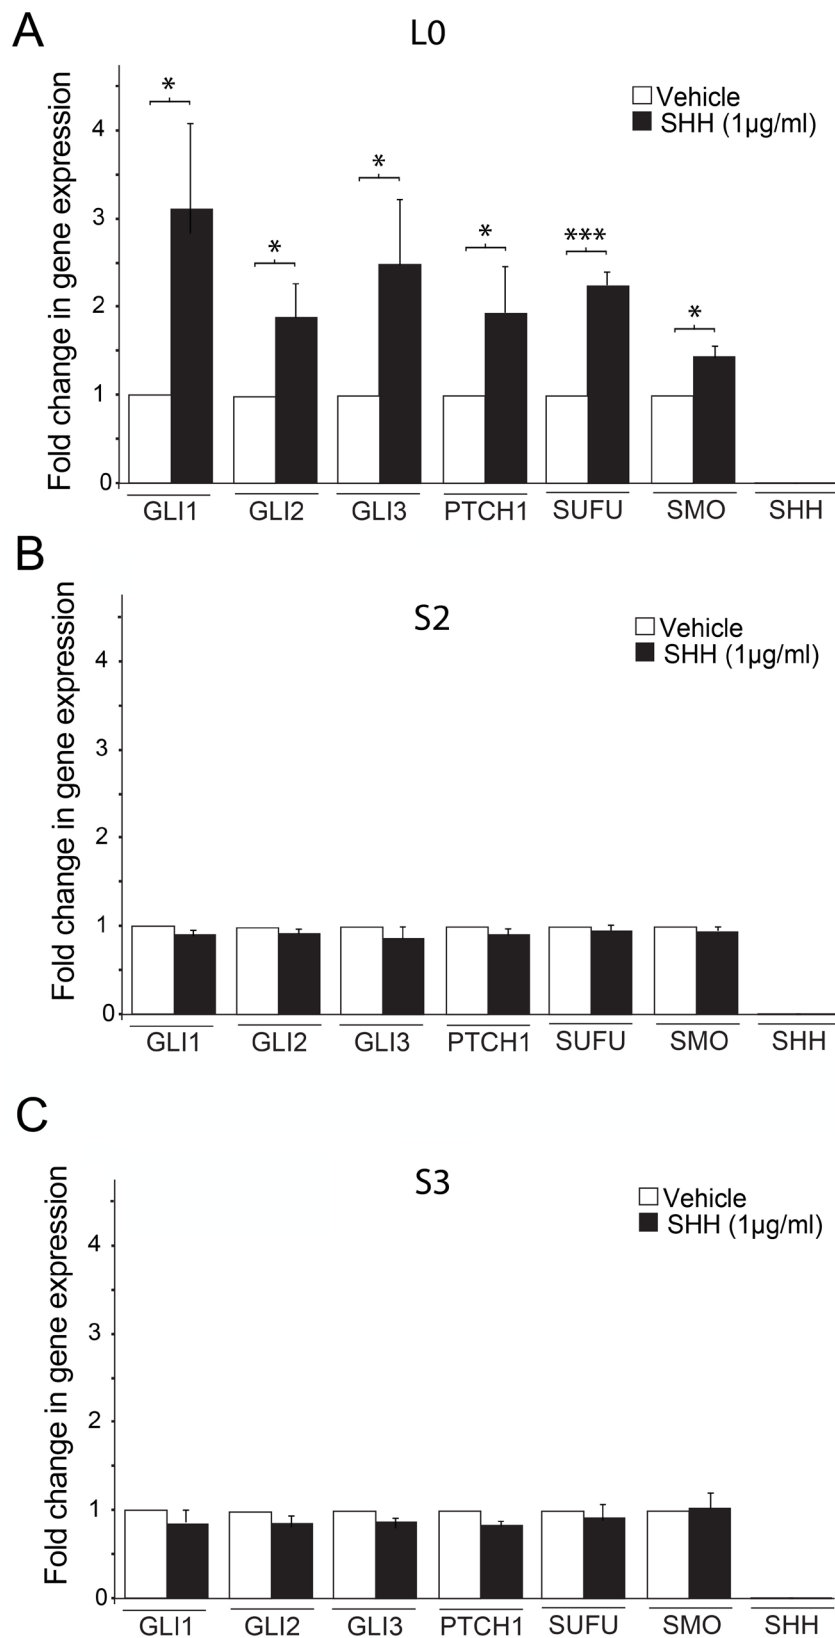 A
L0
Fold change in gene expression
Vehicle
SHH (1µg/ml)
4
3
2
1
0
*
*
*
*
***
*
GLI1 GLI2 GLI3 PTCH1 SUFU SMO SHH
B
S2
Fold change in gene expression
Vehicle
SHH (1µg/ml)
4
3
2
1
0
GLI1 GLI2 GLI3 PTCH1 SUFU SMO SHH
C
S3
Fold change in gene expression
Vehicle
SHH (1µg/ml)
4
3
2
1
0
GLI1 GLI2 GLI3 PTCH1 SUFU SMO SHH